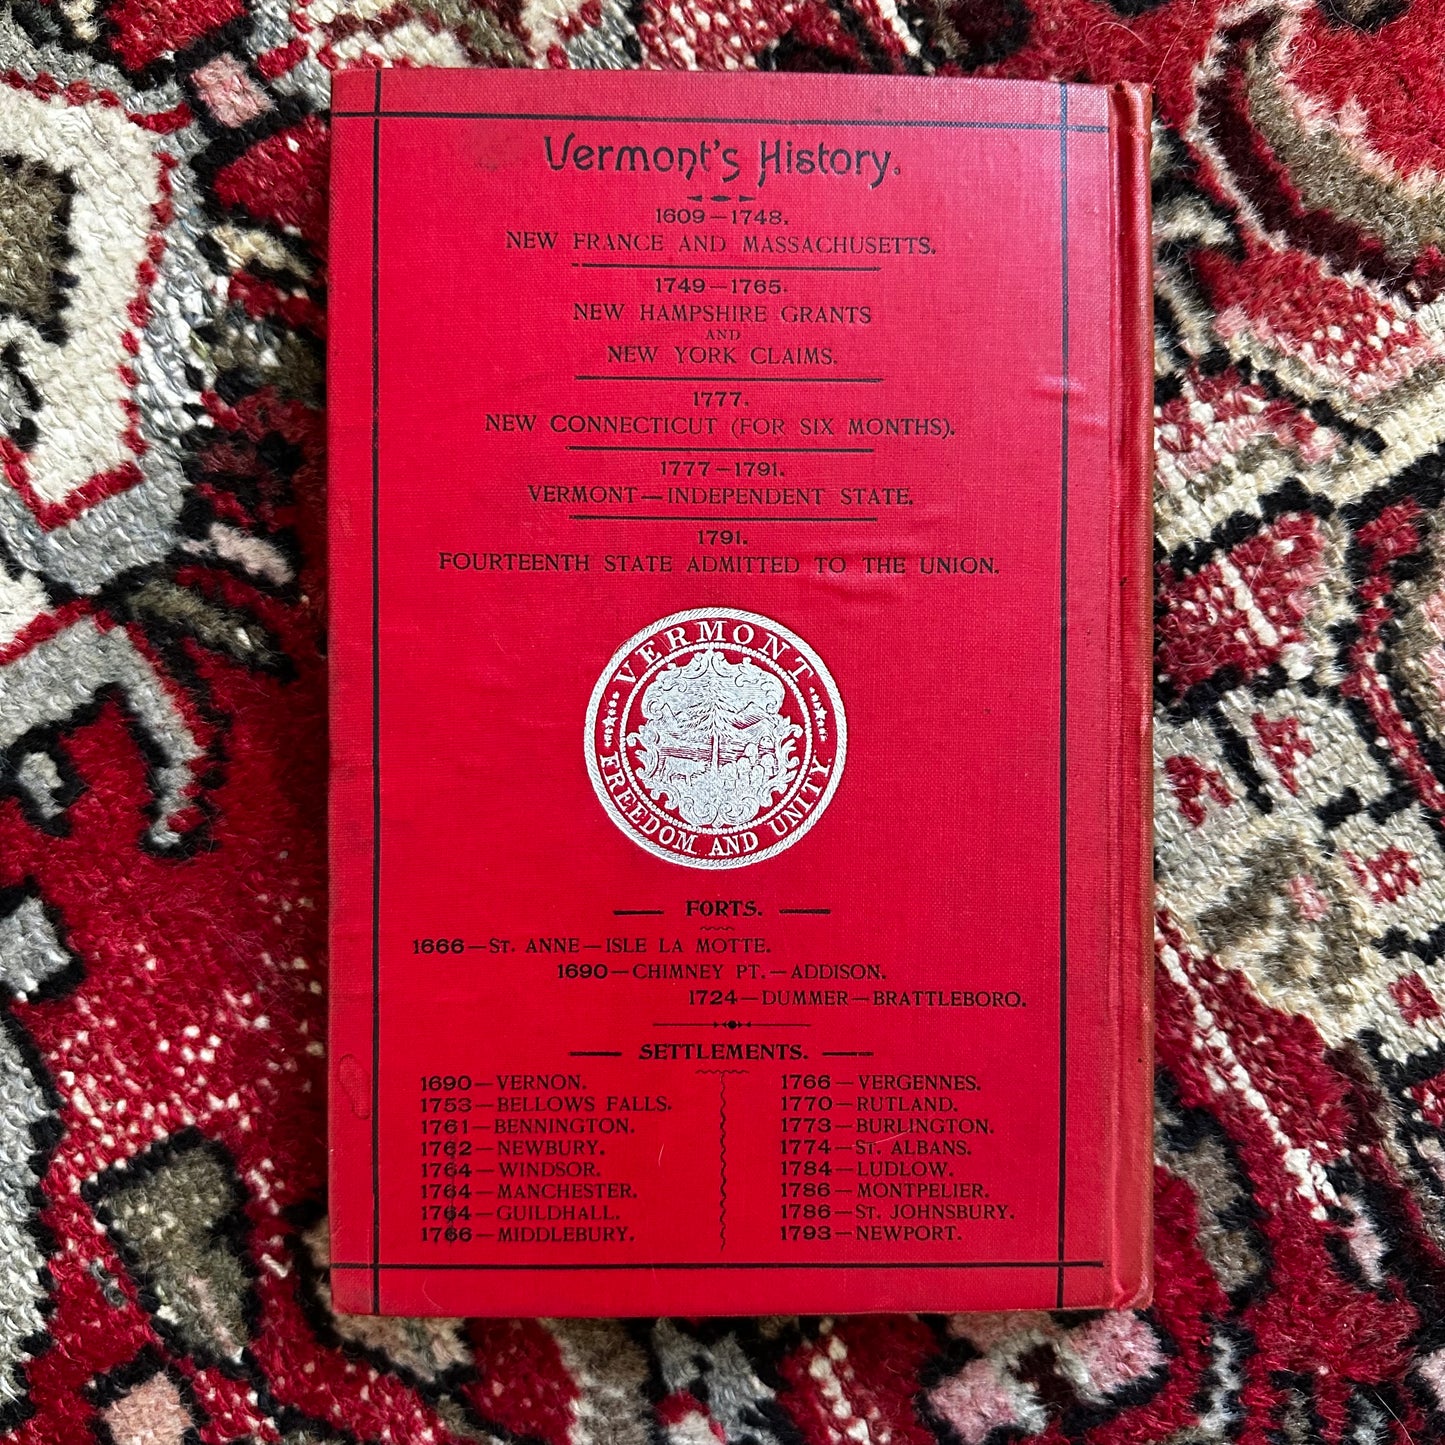 Vermont's History.
1609—1748.
NEW FRANCE AND MASSACHUSETTS.
1749—1765.
NEW HAMPSHIRE GRANTS
AND
NEW YORK CLAIMS.
1777.
NEW CONNECTICUT (FOR SIX MONTHS).
1777—1791.
VERMONT—INDEPENDENT STATE.
1791.
FOURTEENTH STATE ADMITTED TO THE UNION.
VERMONT
FREEDOM AND UNITY
FORTS.
1666—ST. ANNE—ISLE LA MOTTE.
1690—CHIMNEY PT.—ADDISON.
1724—DUMMER—BRATTLEBORO.
SETTLEMENTS.
1690—VERNON.
1753—BELLOWS FALLS.
1761—BENNINGTON.
1762—NEWBURY.
1764—WINDSOR.
1764—MANCHESTER.
1764—GUILDHALL.
1766—MIDDLEBURY.
1766—VERGENNES.
1770—RUTLAND.
1773—BURLINGTON.
1774—ST. ALBANS.
1784—LUDLOW.
1786—MONTPELIER.
1786—ST. JOHNSBURY.
1793—NEWPORT.